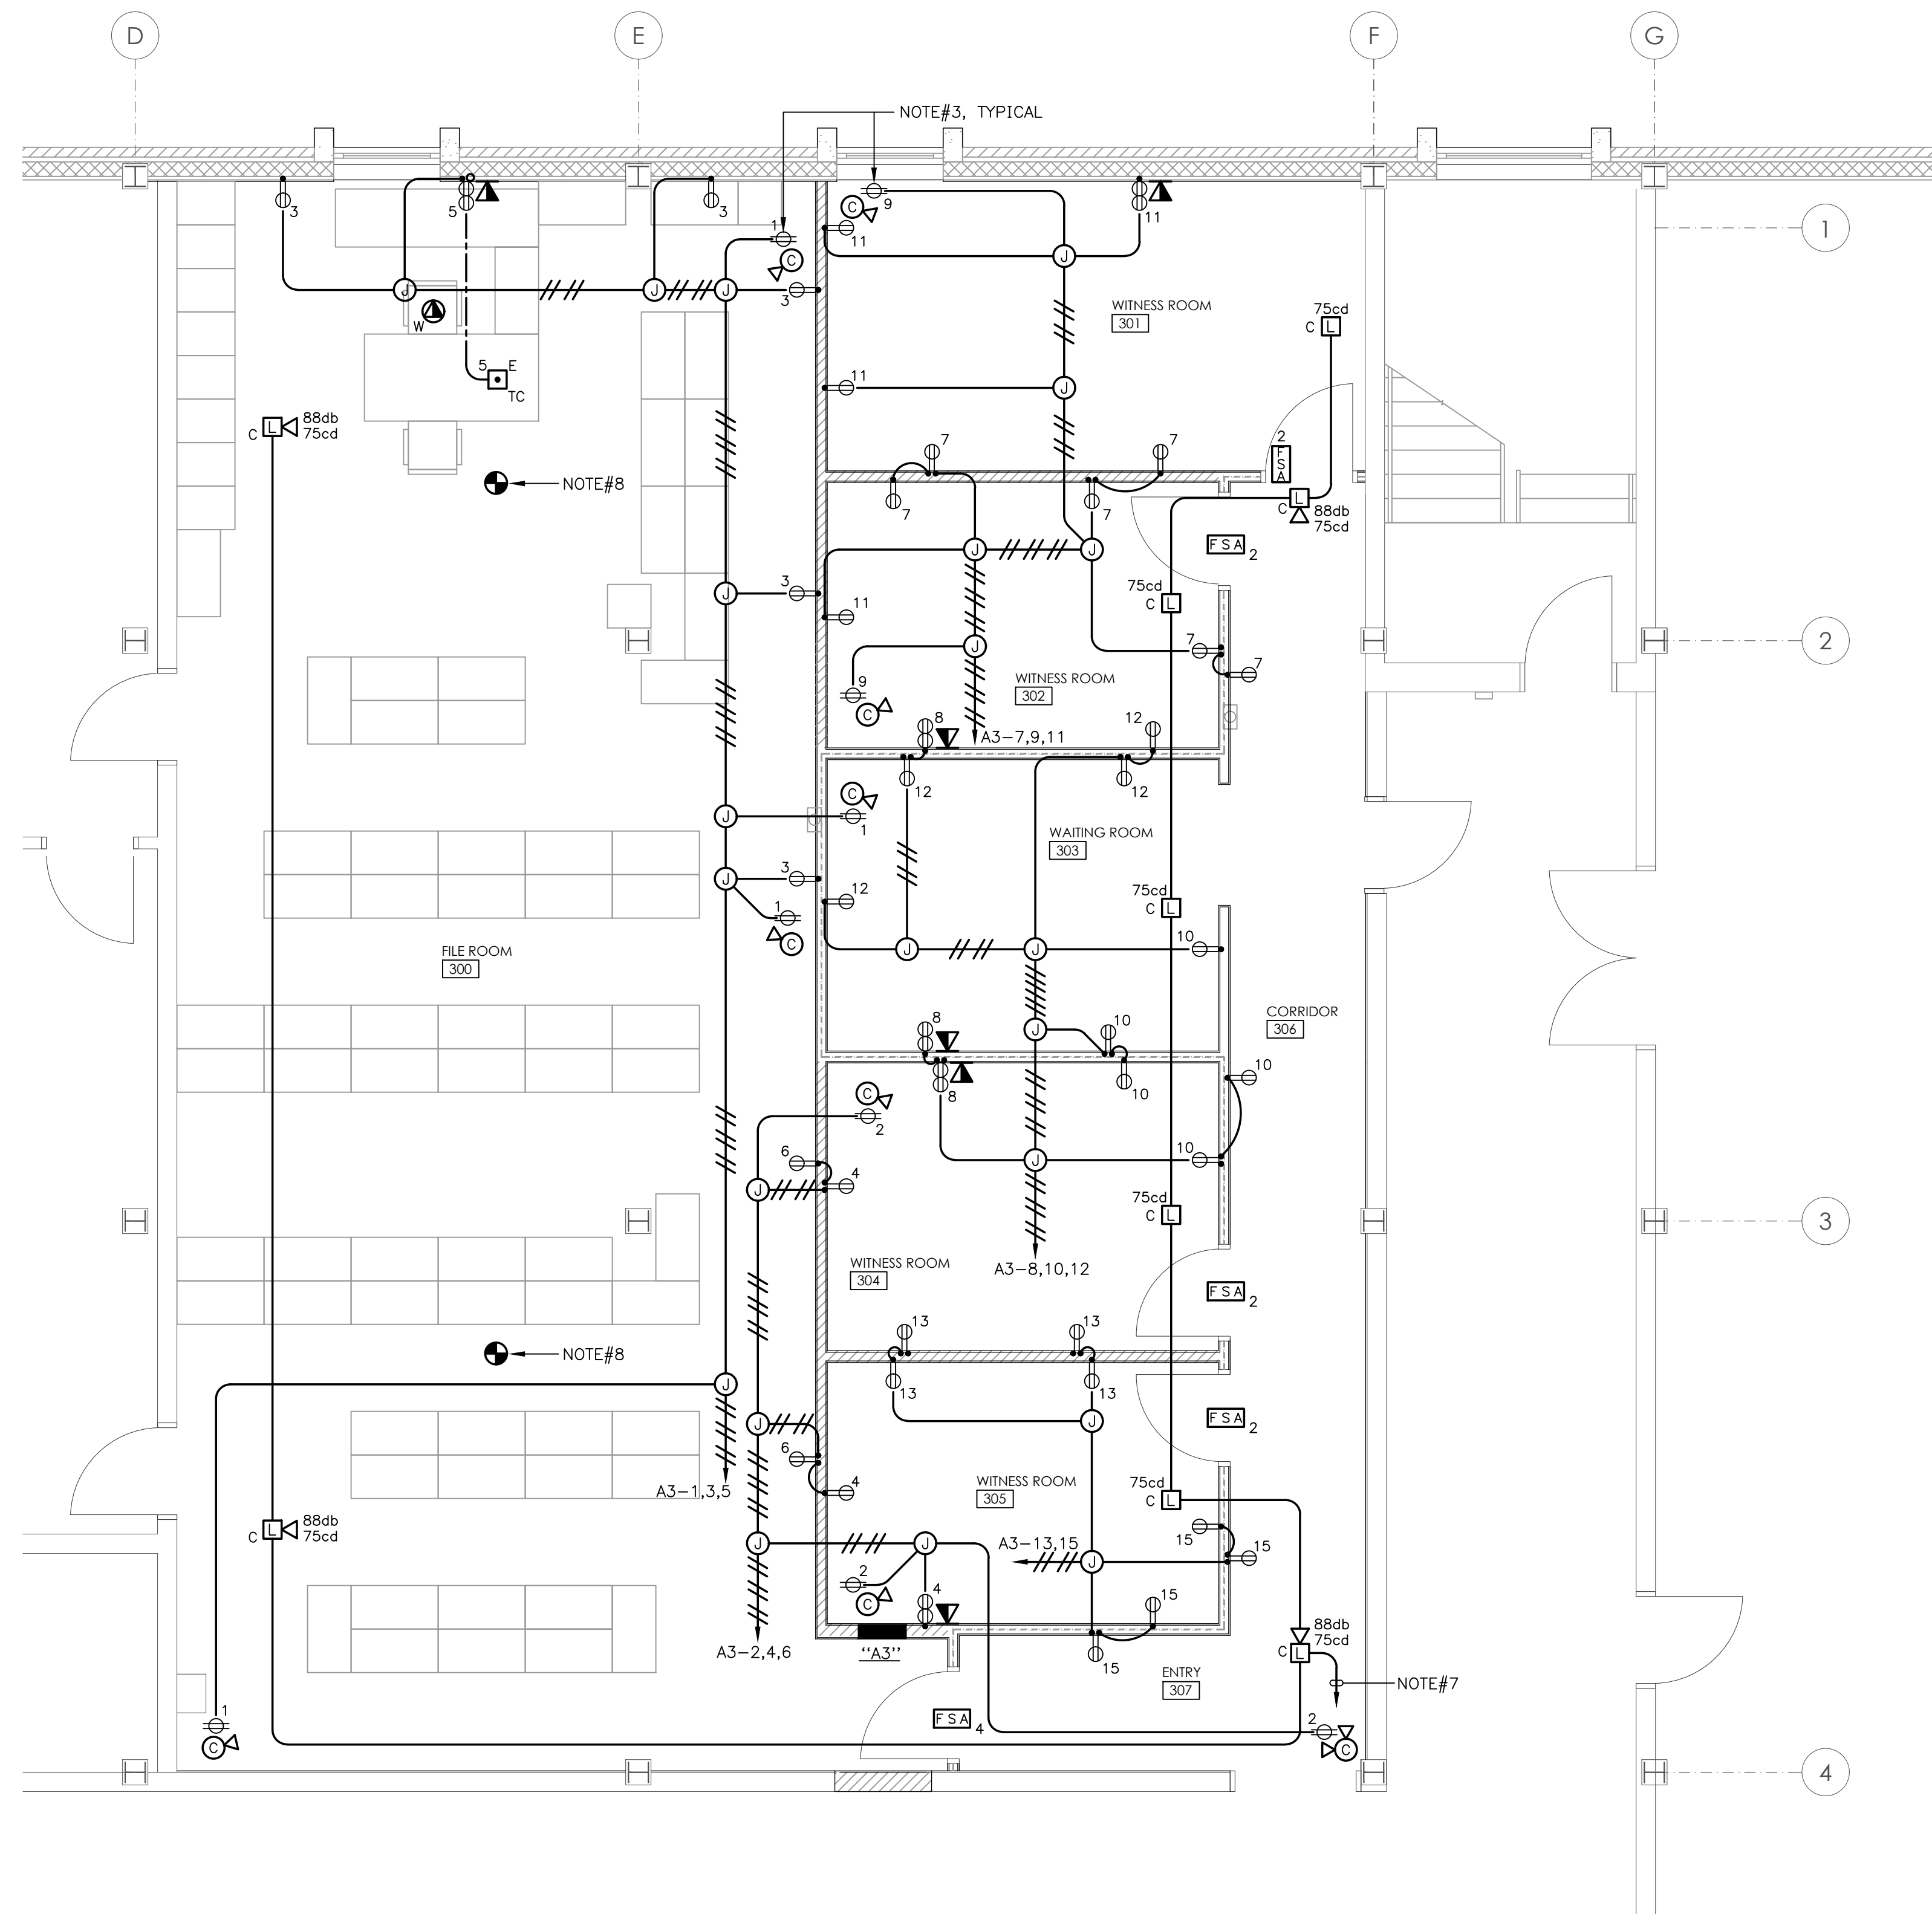 D
E
F
G
NOTE#3, TYPICAL
3
5
3
1
C
9
11
11
1
J
J
J
3
J
W
C
WITNESS ROOM
301
75cd
C L
5 E
TC
11
J
88db
C L 75cd
NOTE#8
7
7
2
FSA
7
7
L
C 88db
75cd
FSA 2
J
J
J
3
11
75cd
C L
7
7
2
J
9
C
WITNESS ROOM
302
8
12
A3-7,9,11
12
12
C
J
1
WAITING ROOM
303
3
J
12
1
C
75cd
C L
J
J
10
FILE ROOM
300
CORRIDOR
306
8
J
10
10
8
10
C
2
6
4
J
J
10
75cd
C L
3
WITNESS ROOM
304
A3-8,10,12
FSA 2
13
13
NOTE#8
13
13
J
J
J
FSA 2
6
4
A3-1,3,5
WITNESS ROOM
305
75cd
C L
88db
C L 75cd
J
J
A3-13,15
J
15
15
2
C
4
15
A3-2,4,6
"A3"
15
88db
75cd
C L
ENTRY
307
NOTE#7
1
C
FSA 4
2
C
4